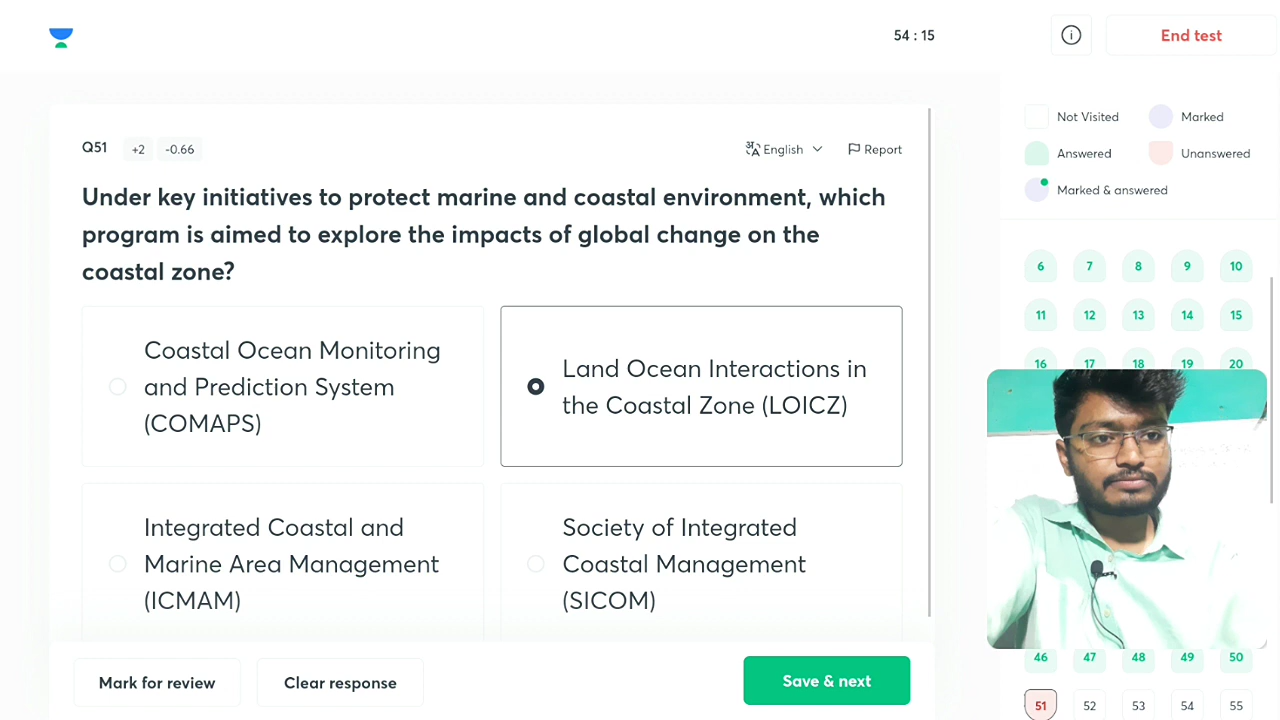 54 : 15
End test
Not Visited
Marked
Answered
Unanswered
Marked & answered
Q51
+2
-0.66
English
Report
Under key initiatives to protect marine and coastal environment, which
program is aimed to explore the impacts of global change on the
coastal zone?
Coastal Ocean Monitoring
and Prediction System
(COMAPS)
Land Ocean Interactions in
the Coastal Zone (LOICZ)
Integrated Coastal and
Marine Area Management
(ICMAM)
Society of Integrated
Coastal Management
(SICOM)
Mark for review
Clear response
Save & next
6 7 8 9 10
11 12 13 14 15
16 17 18 19 20
46 47 48 49 50
51 52 53 54 55